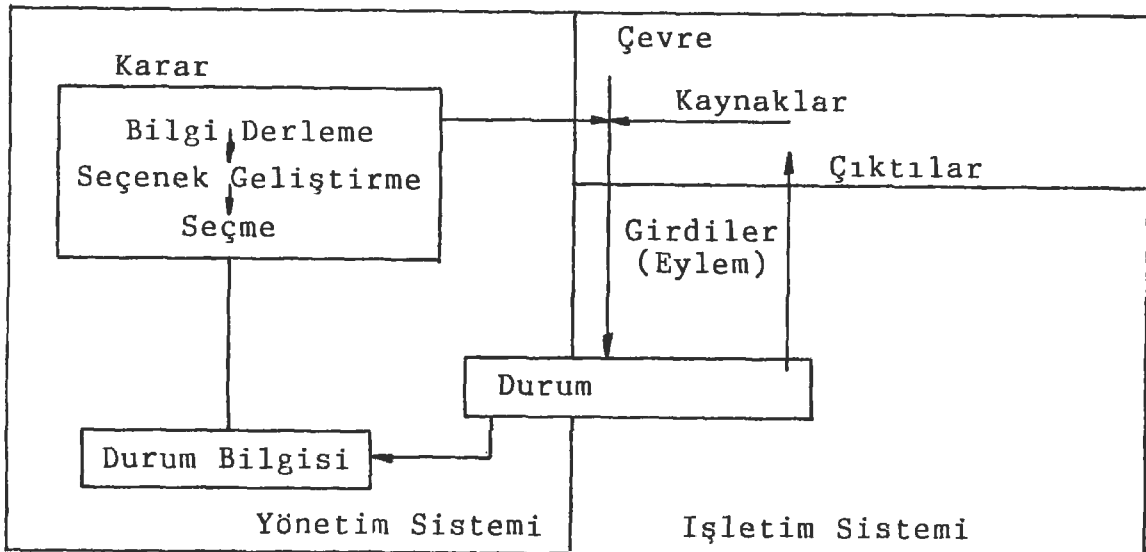 Karar
Bilgi Derleme
Seçenek Geliştirme
Seçme
Durum Bilgisi
Yönetim Sistemi
Çevre
Kaynaklar
Çıktılar
Girdiler
(Eylem)
Durum
Işletim Sistemi